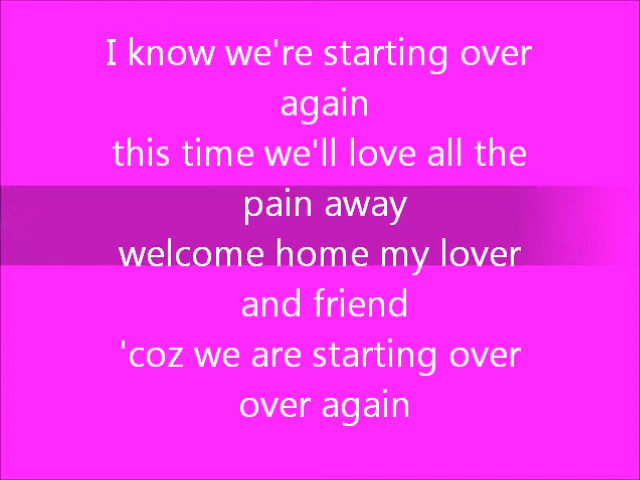 I know we're starting over
again
this time we'll love all the
pain away
welcome home my lover
and friend
'coz we are starting over
over again